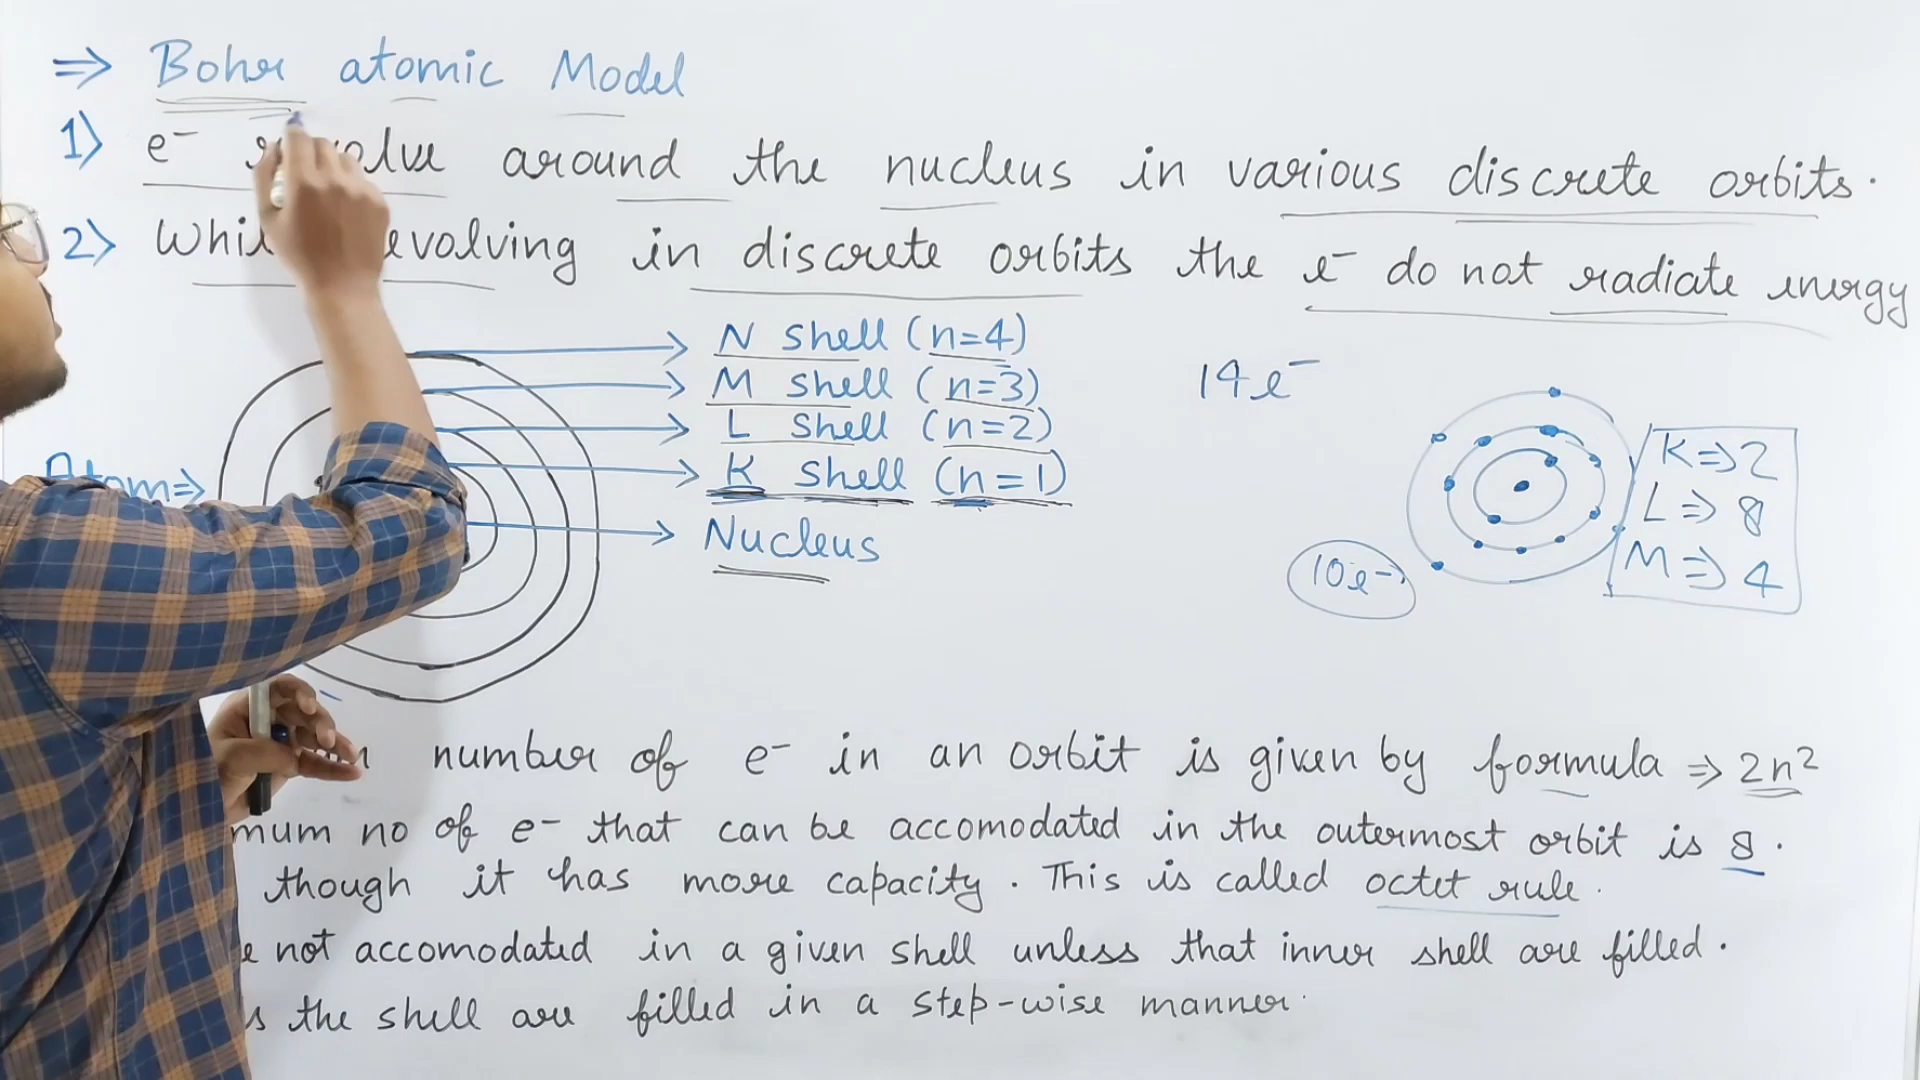 ⇒ Bohr atomic Model
1) e⁻ revolve around the nucleus in various discrete orbits.
2) While revolving in discrete orbits the e⁻ do not radiate energy
N shell (n=4)
M shell (n=3)
L shell (n=2)
K shell (n=1)
Atom⇒
Nucleus
14e⁻
10e⁻
K⇒2
L⇒8
M⇒4
number of e⁻ in an orbit is given by formula ⇒ 2n²
mum no of e⁻ that can be accomodated in the outermost orbit is 8.
though it has more capacity. This is called octet rule.
not accomodated in a given shell unless that inner shell are filled.
the shell are filled in a step-wise manner.